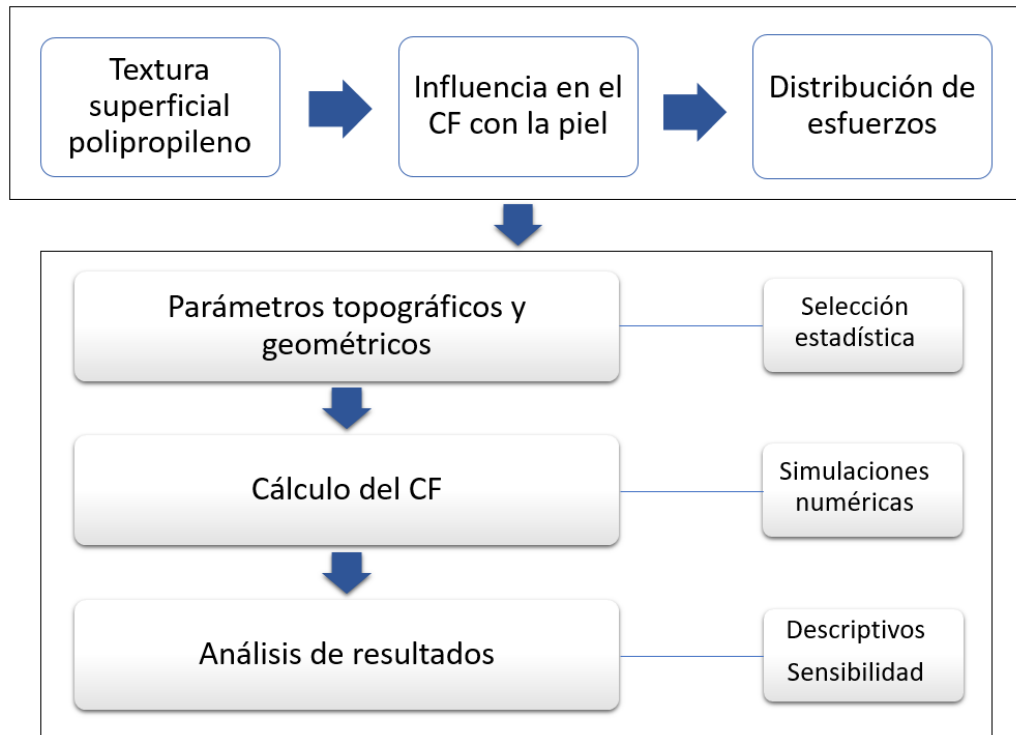 Textura
superficial
polipropileno
Influencia en el
CF con la piel
Distribución de
esfuerzos
Parámetros topográficos y
geométricos
Selección
estadística
Cálculo del CF
Simulaciones
numéricas
Análisis de resultados
Descriptivos
Sensibilidad